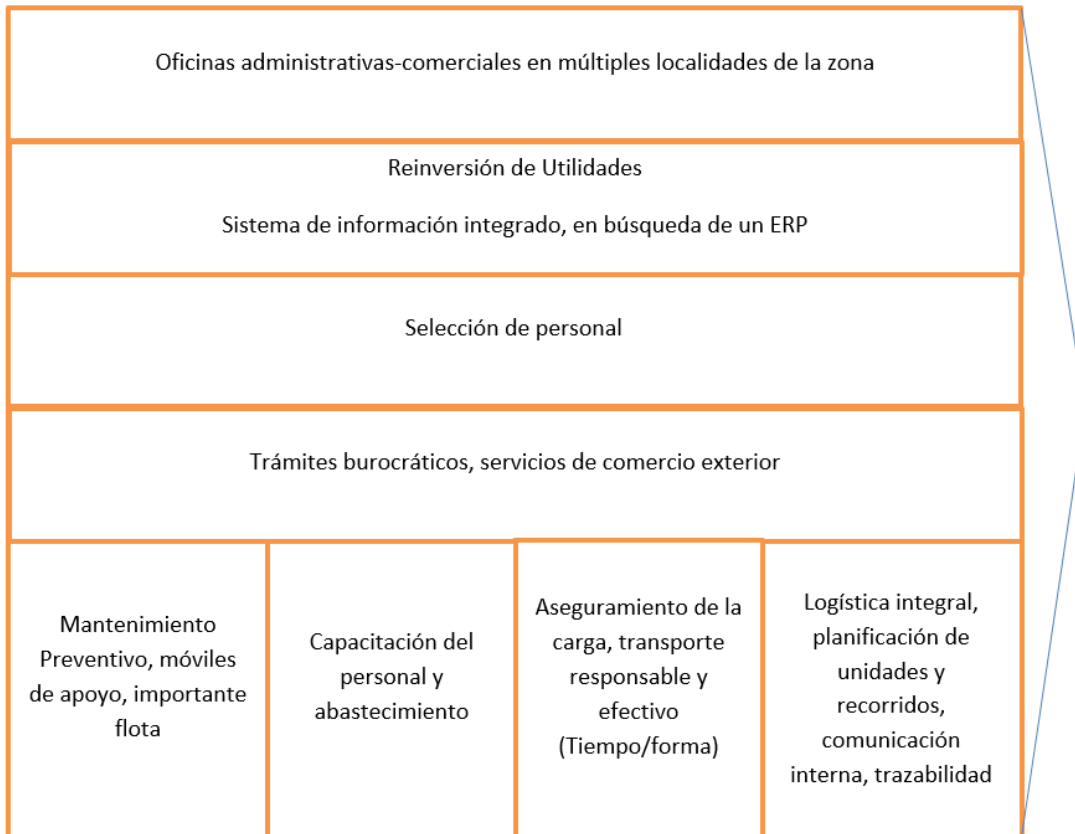 Oficinas administrativas-comerciales en múltiples localidades de la zona
Reinversión de Utilidades
Sistema de información integrado, en búsqueda de un ERP
Selección de personal
Trámites burocráticos, servicios de comercio exterior
Mantenimiento
Preventivo, móviles
de apoyo, importante
flota
Capacitación del
personal y
abastecimiento
Aseguramiento de la
carga, transporte
responsable y
efectivo
(Tiempo/forma)
Logística integral,
planificación de
unidades y
recorridos,
comunicación
interna, trazabilidad